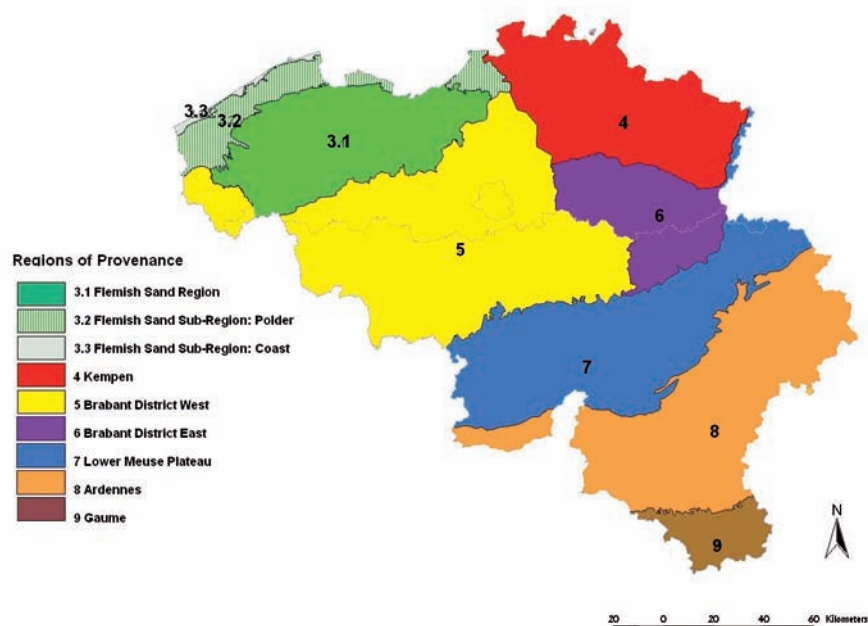 3.3
3.2
3.1
4
6
5
7
8
9
Regions of Provenance
3.1 Flemish Sand Region
3.2 Flemish Sand Sub-Region: Polder
3.3 Flemish Sand Sub-Region: Coast
4 Kempen
5 Brabant District West
6 Brabant District East
7 Lower Meuse Plateau
8 Ardennes
9 Gaume
N
20 0 20 40 60 Kilometers